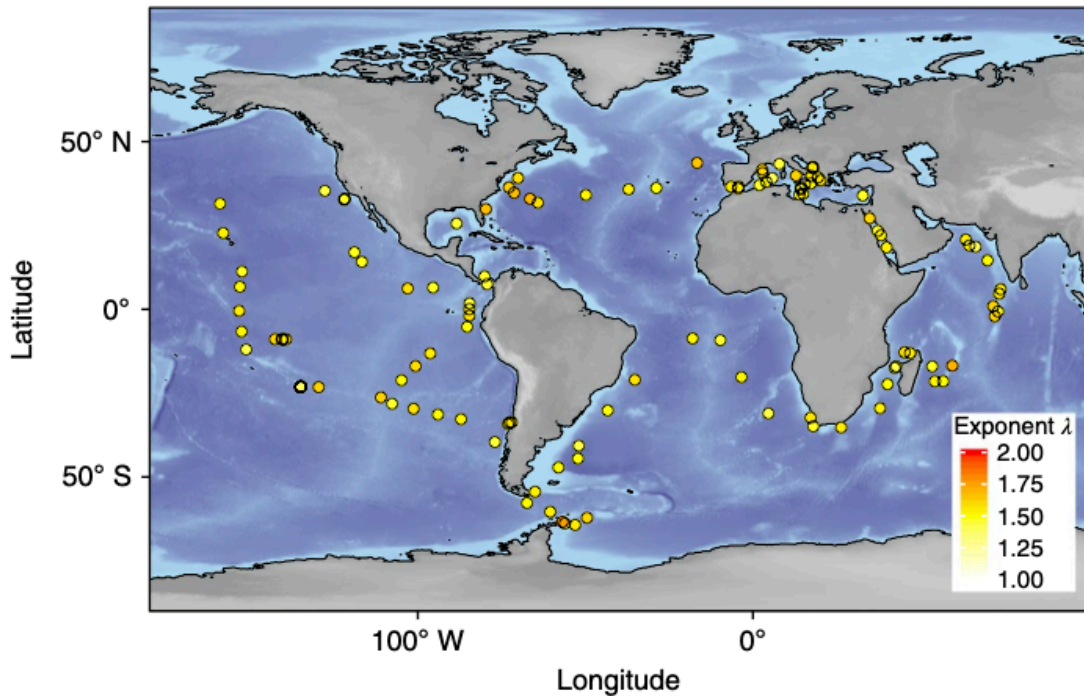 50° N
0°
50° S
Latitude
Exponent λ
2.00
1.75
1.50
1.25
1.00
100° W
0°
Longitude